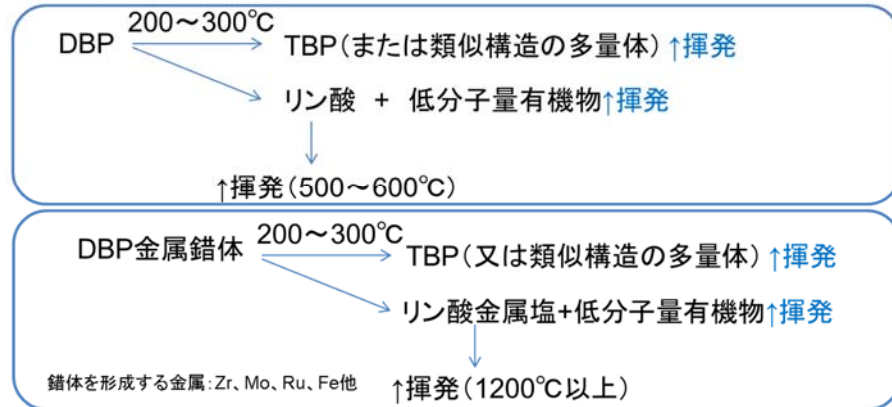 200～300℃
DBP TBP(または類似構造の多量体) ↑揮発
リン酸 + 低分子量有機物↑揮発
↑揮発(500～600℃)
200～300℃
DBP金属錯体 TBP(又は類似構造の多量体) ↑揮発
リン酸金属塩+低分子量有機物↑揮発
錯体を形成する金属:Zr、Mo、Ru、Fe他 ↑揮発(1200℃以上)